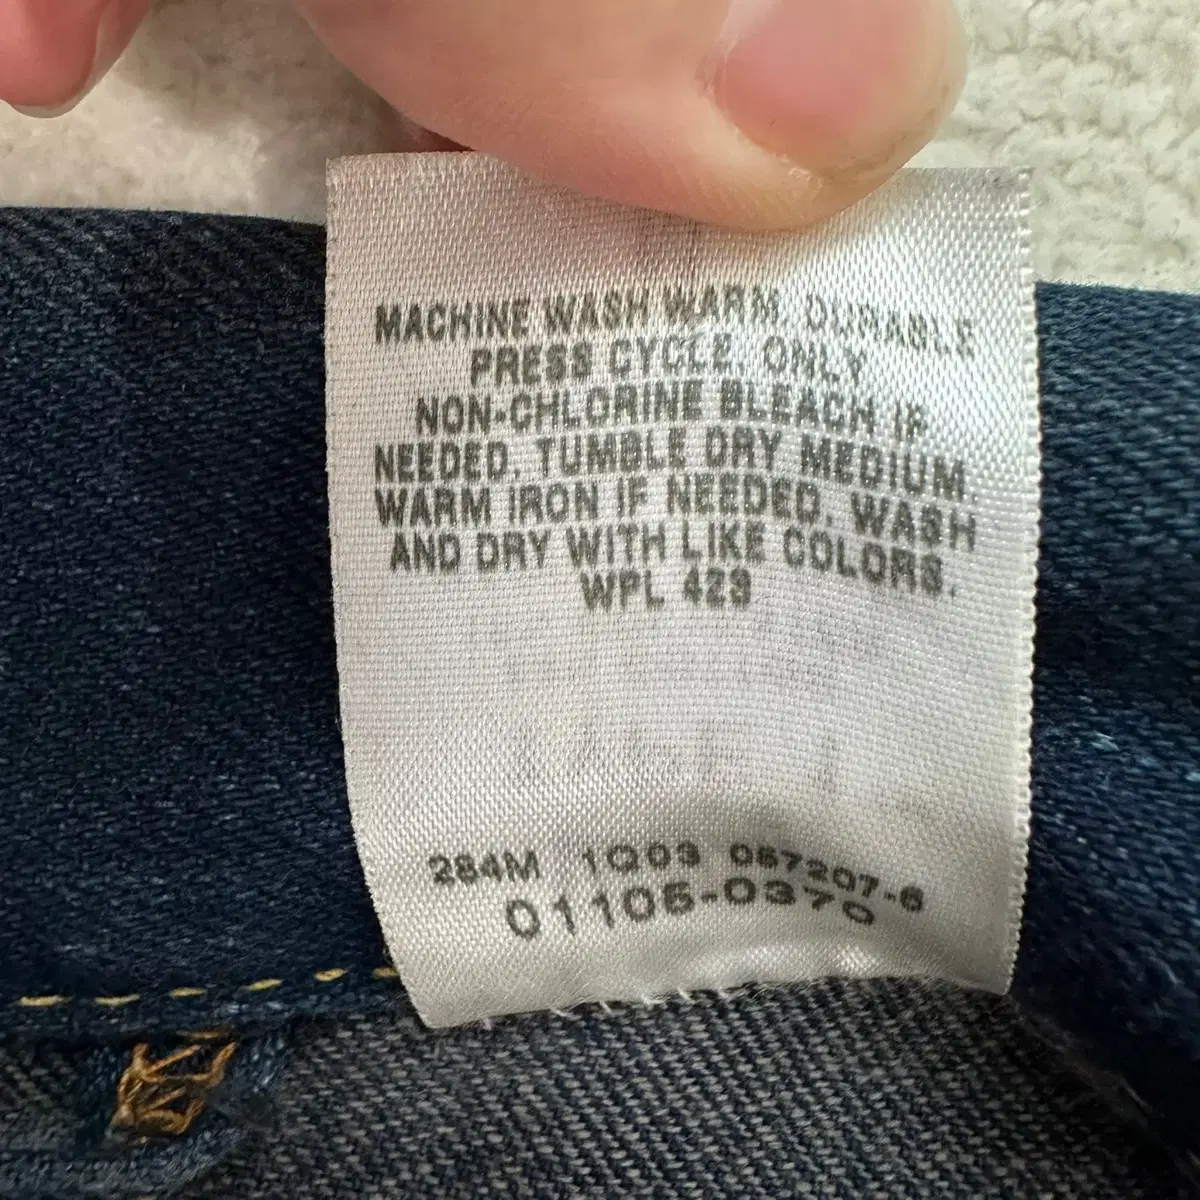 MACHINE WASH WARM, DURABLE
PRESS CYCLE, ONLY
NON-CHLORINE BLEACH IF
NEEDED. TUMBLE DRY MEDIUM.
WARM IRON IF NEEDED. WASH
AND DRY WITH LIKE COLORS.
WPL 423
284M 1Q03 057207-6
01105-0370